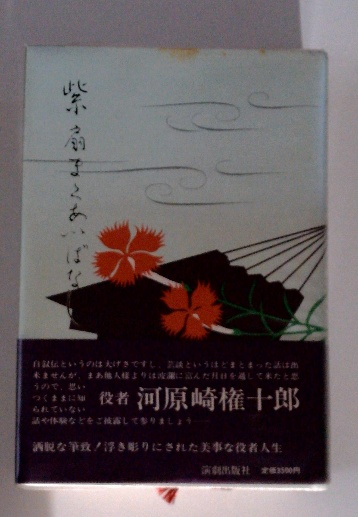 紫扇まくあいばなし
自叙伝というのは大げさですし、芸談というほどまとまった話は出
来ませんが、まあ他人様よりは波瀾に富んだ月日を過して来たと思
うので、思い
つくままに知
られていない
話や体験などをご披露して参りましょう――
役者 河原崎権十郎
洒脱な筆致!浮き彫りにされた美事な役者人生
演劇出版社 定価3500円